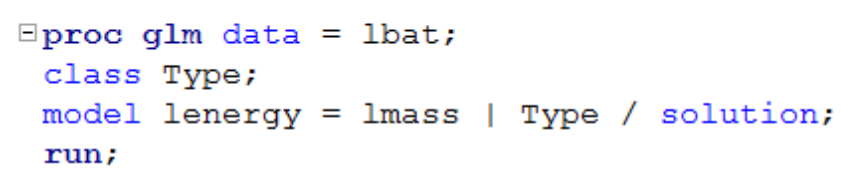 proc glm data = lbat;
class Type;
model lenergy = lmass | Type / solution;
run;